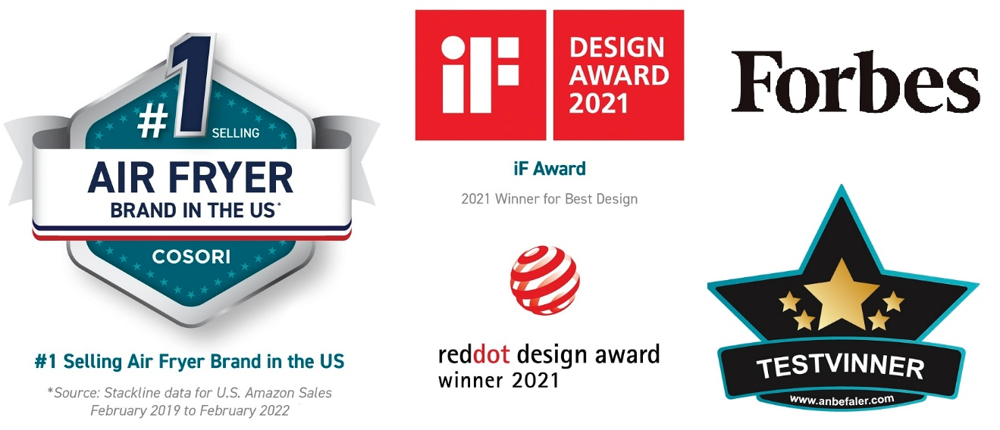 #1 SELLING
AIR FRYER
BRAND IN THE US*
COSORI
#1 Selling Air Fryer Brand in the US
*Source: Stackline data for U.S. Amazon Sales
February 2019 to February 2022
iF
DESIGN
AWARD
2021
iF Award
2021 Winner for Best Design
reddot design award
winner 2021
Forbes
TESTVINNER
www.anbefaler.com